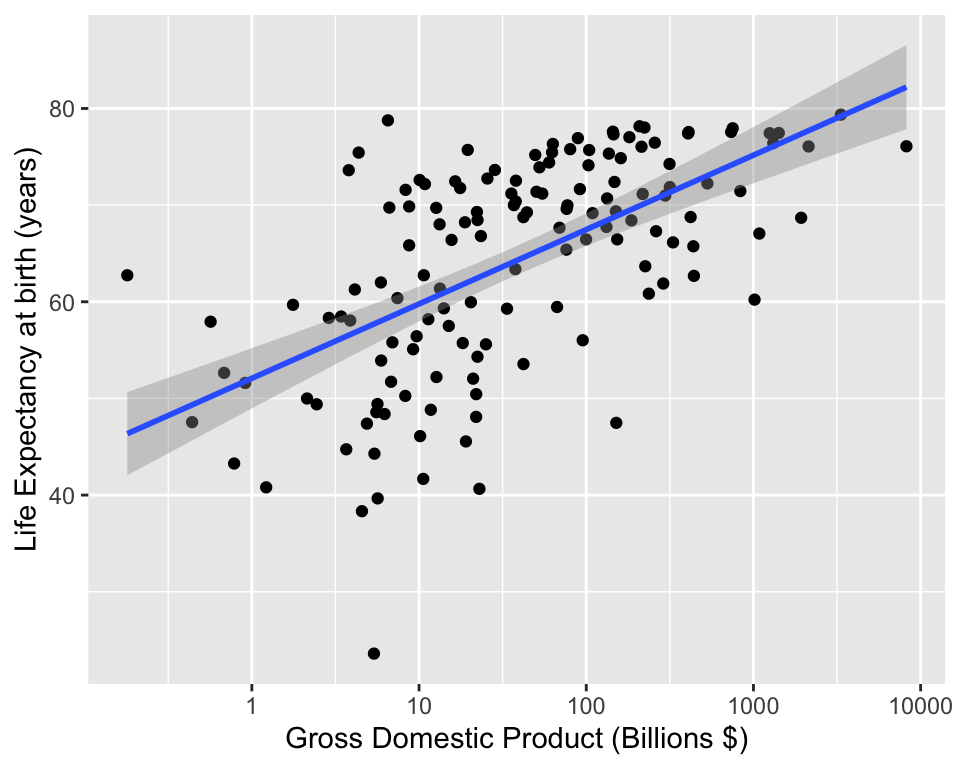 80
60
40
Life Expectancy at birth (years)
1 10 100 1000 10000
Gross Domestic Product (Billions $)